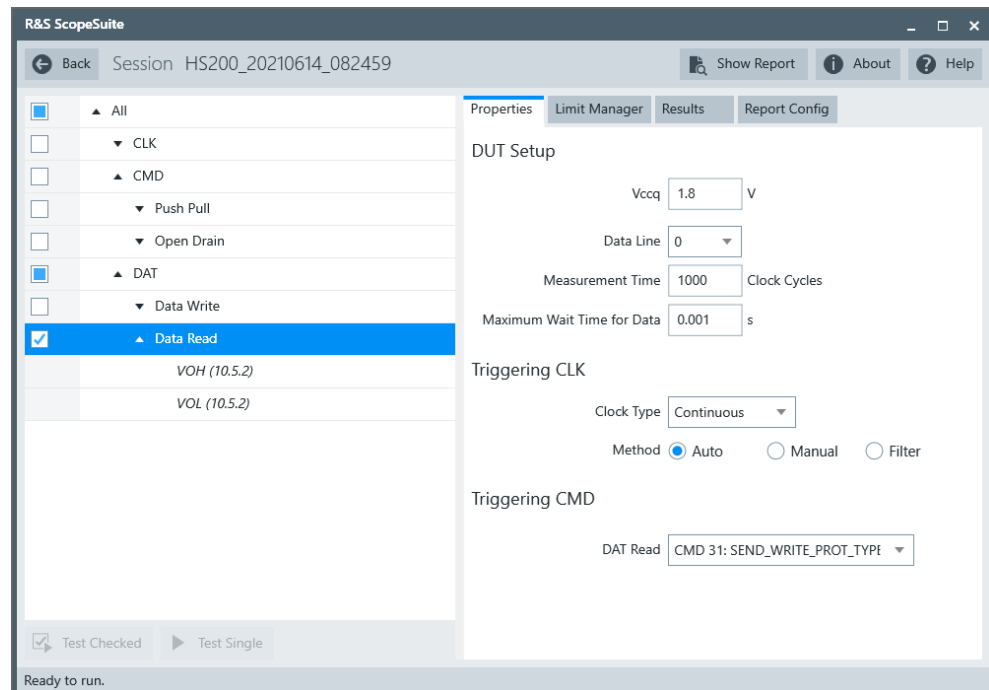 R&S ScopeSuite
Back Session HS200_20210614_082459 Show Report About Help
All
CLK
CMD
Push Pull
Open Drain
DAT
Data Write
Data Read
VOH (10.5.2)
VOL (10.5.2)
Test Checked Test Single
Properties Limit Manager Results Report Config
DUT Setup
Vccq 1.8 V
Data Line 0
Measurement Time 1000 Clock Cycles
Maximum Wait Time for Data 0.001 s
Triggering CLK
Clock Type Continuous
Method Auto Manual Filter
Triggering CMD
DAT Read CMD 31: SEND_WRITE_PROT_TYPE
Ready to run.